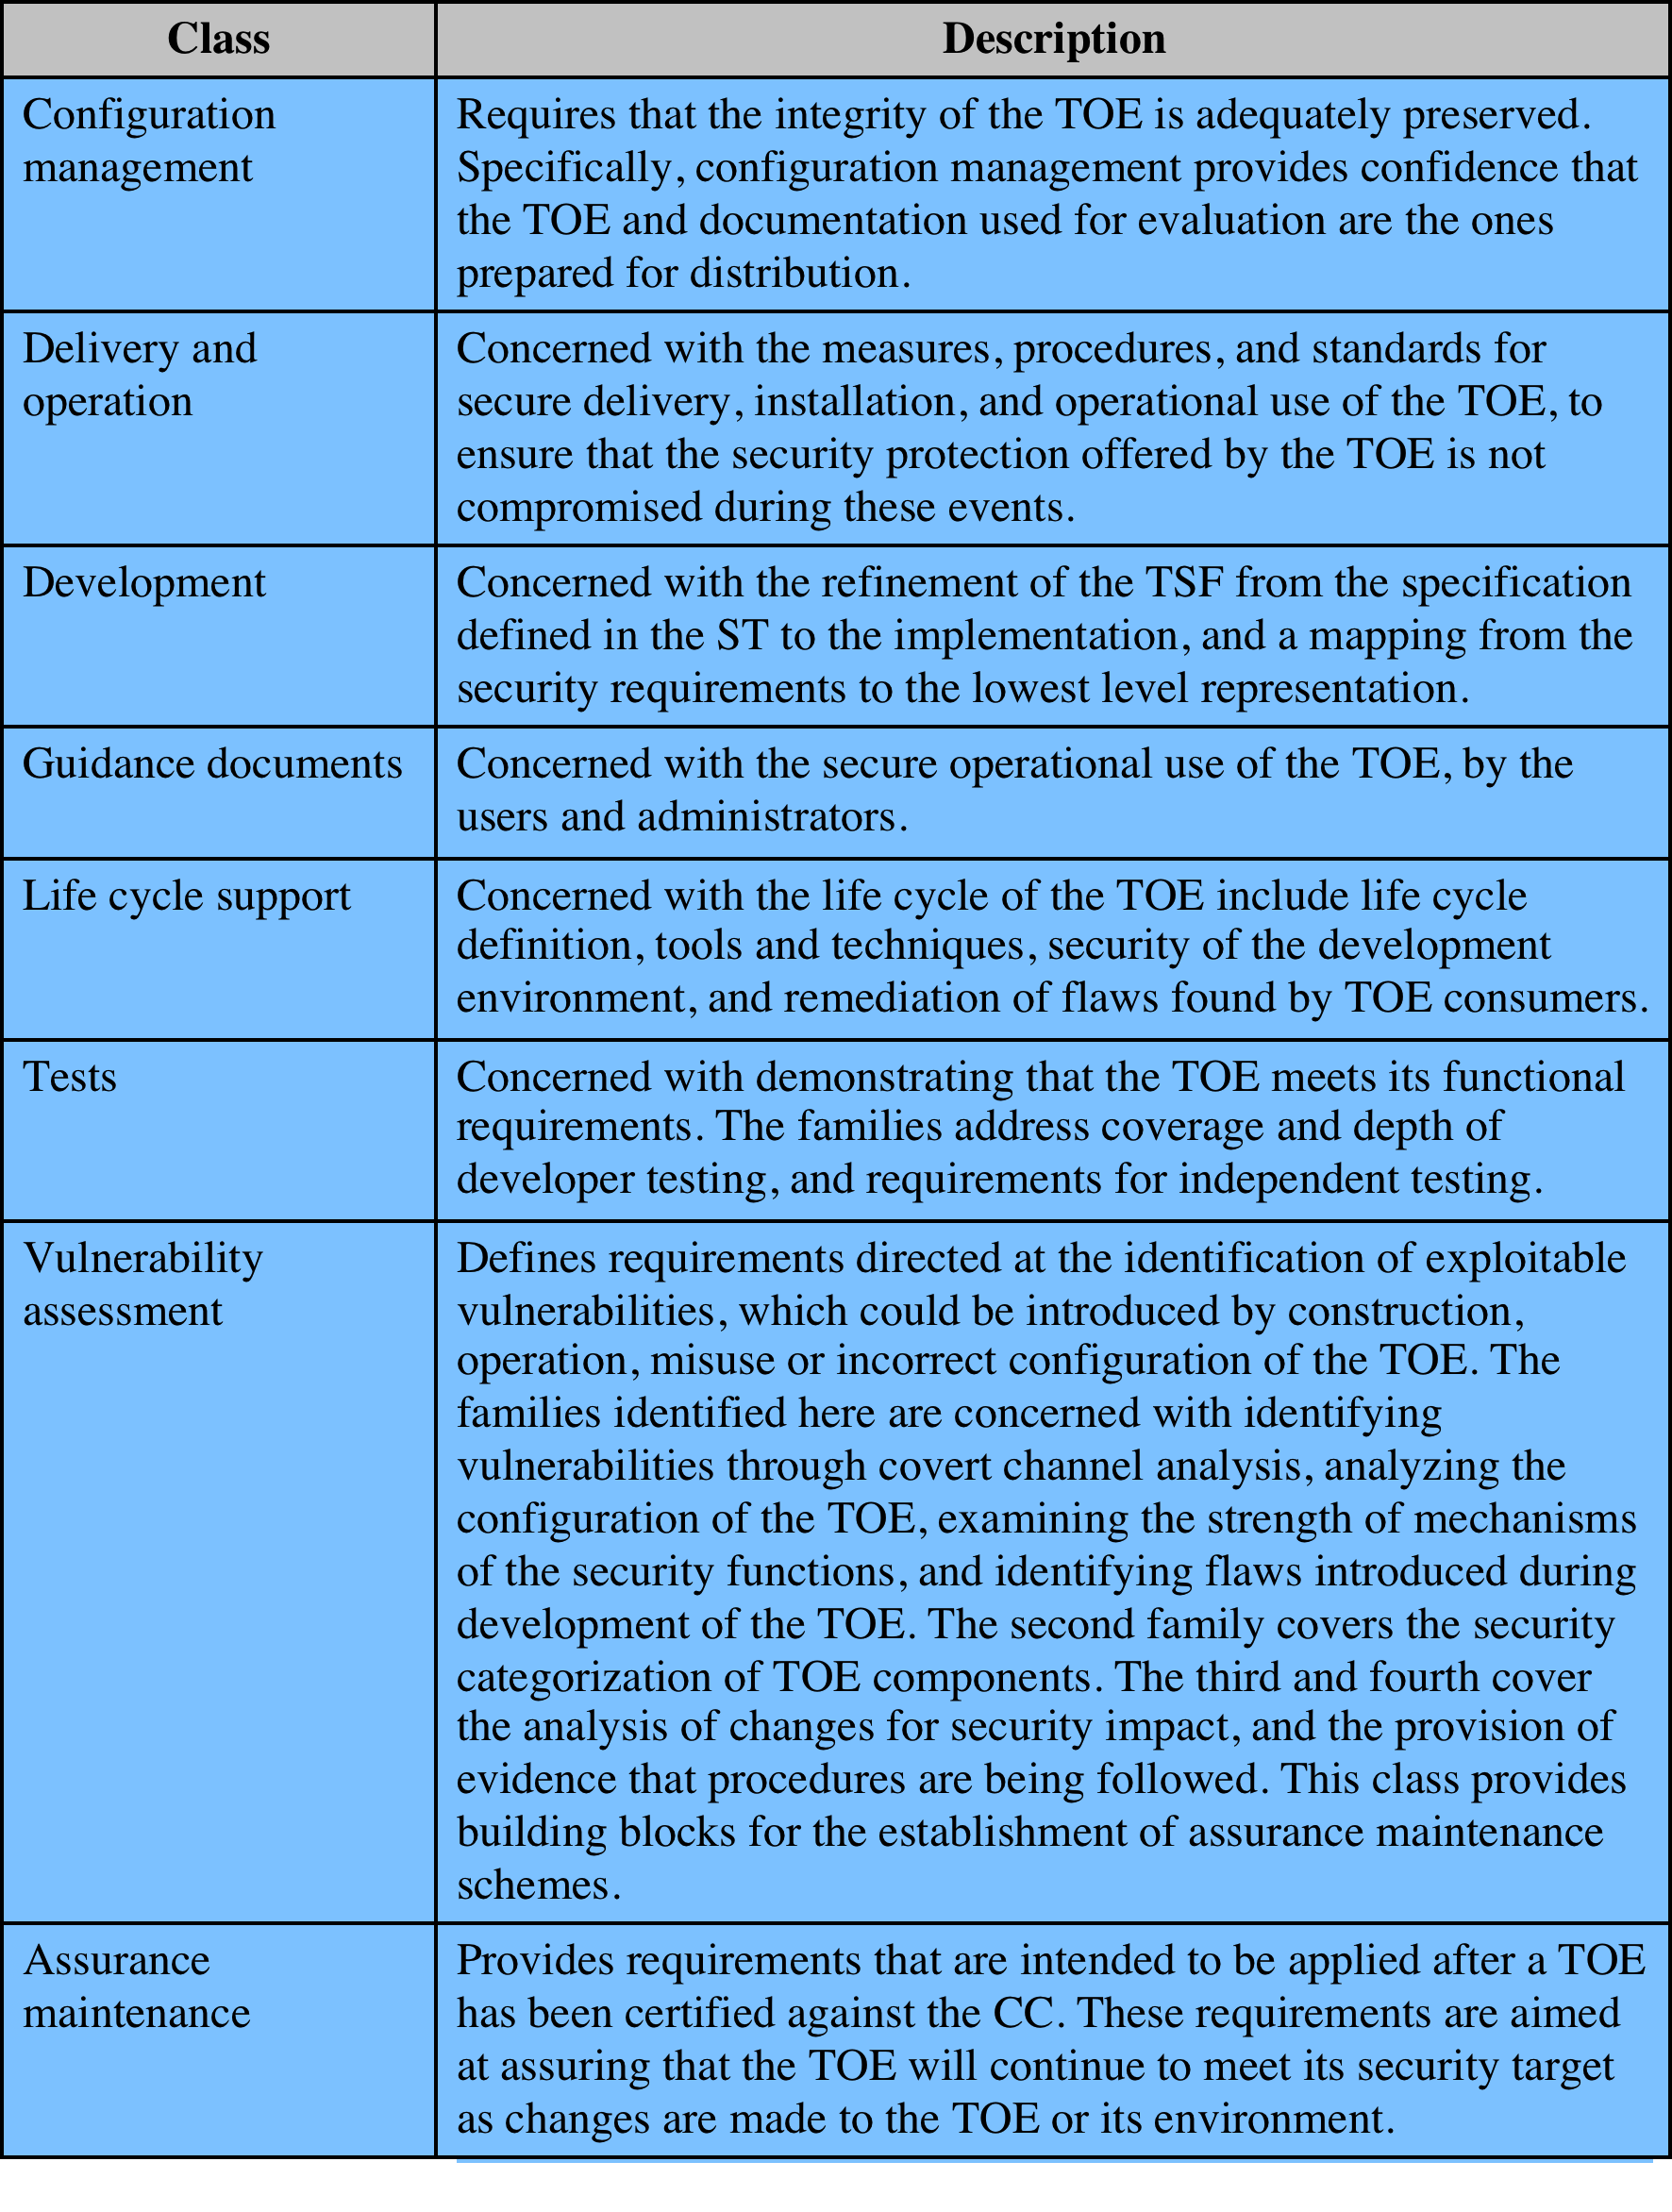 Class
Description
Configuration
management
Requires that the integrity of the TOE is adequately preserved.
Specifically, configuration management provides confidence that
the TOE and documentation used for evaluation are the ones
prepared for distribution.
Delivery and
operation
Concerned with the measures, procedures, and standards for
secure delivery, installation, and operational use of the TOE, to
ensure that the security protection offered by the TOE is not
compromised during these events.
Development
Concerned with the refinement of the TSF from the specification
defined in the ST to the implementation, and a mapping from the
security requirements to the lowest level representation.
Guidance documents
Concerned with the secure operational use of the TOE, by the
users and administrators.
Life cycle support
Concerned with the life cycle of the TOE include life cycle
definition, tools and techniques, security of the development
environment, and remediation of flaws found by TOE consumers.
Tests
Concerned with demonstrating that the TOE meets its functional
requirements. The families address coverage and depth of
developer testing, and requirements for independent testing.
Vulnerability
assessment
Defines requirements directed at the identification of exploitable
vulnerabilities, which could be introduced by construction,
operation, misuse or incorrect configuration of the TOE. The
families identified here are concerned with identifying
vulnerabilities through covert channel analysis, analyzing the
configuration of the TOE, examining the strength of mechanisms
of the security functions, and identifying flaws introduced during
development of the TOE. The second family covers the security
categorization of TOE components. The third and fourth cover
the analysis of changes for security impact, and the provision of
evidence that procedures are being followed. This class provides
building blocks for the establishment of assurance maintenance
schemes.
Assurance
maintenance
Provides requirements that are intended to be applied after a TOE
has been certified against the CC. These requirements are aimed
at assuring that the TOE will continue to meet its security target
as changes are made to the TOE or its environment.